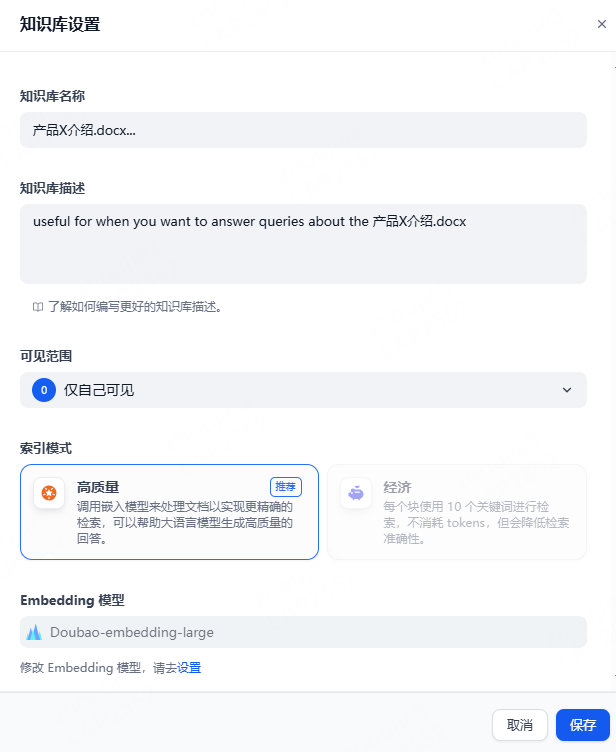 知识库设置
知识库名称
产品X介绍.docx...
知识库描述
useful for when you want to answer queries about the 产品X介绍.docx
了解如何编写更好的知识库描述。
可见范围
0 仅自己可见
索引模式
高质量 推荐
调用嵌入模型来处理文档以实现更精确的
检索，可以帮助大语言模型生成高质量的
回答。
经济
每个块使用 10 个关键词进行检
索，不消耗 tokens，但会降低检索
准确性。
Embedding 模型
Doubao-embedding-large
修改 Embedding 模型，请去设置
取消
保存